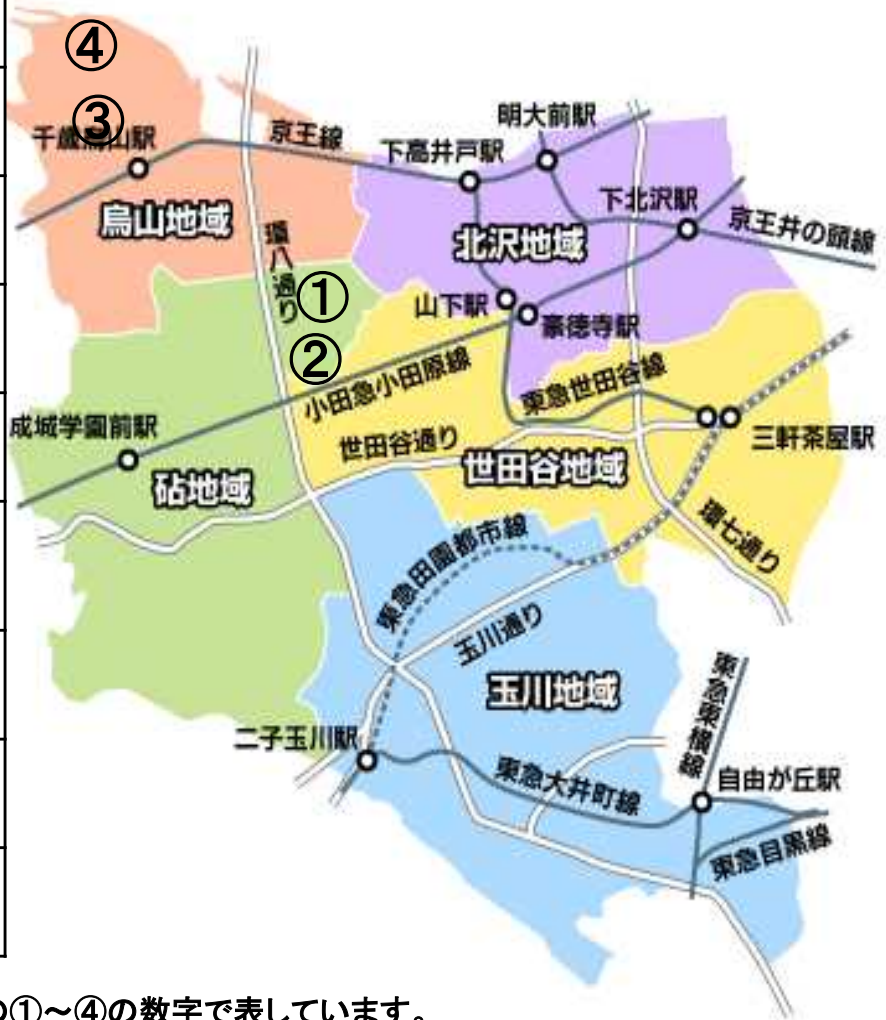 ④
③
千歳烏山駅
京王線
明大前駅
下高井戸駅
下北沢駅
京王井の頭線
烏山地域
北沢地域
環八通り
①
山下駅
豪徳寺駅
②
小田急小田原線
東急世田谷線
成城学園前駅
世田谷通り
三軒茶屋駅
砧地域
世田谷地域
環七通り
東急田園都市線
玉川通り
玉川地域
東急東横線
二子玉川駅
東急大井町線
自由が丘駅
東急目黒線
の①～④の数字で表しています。